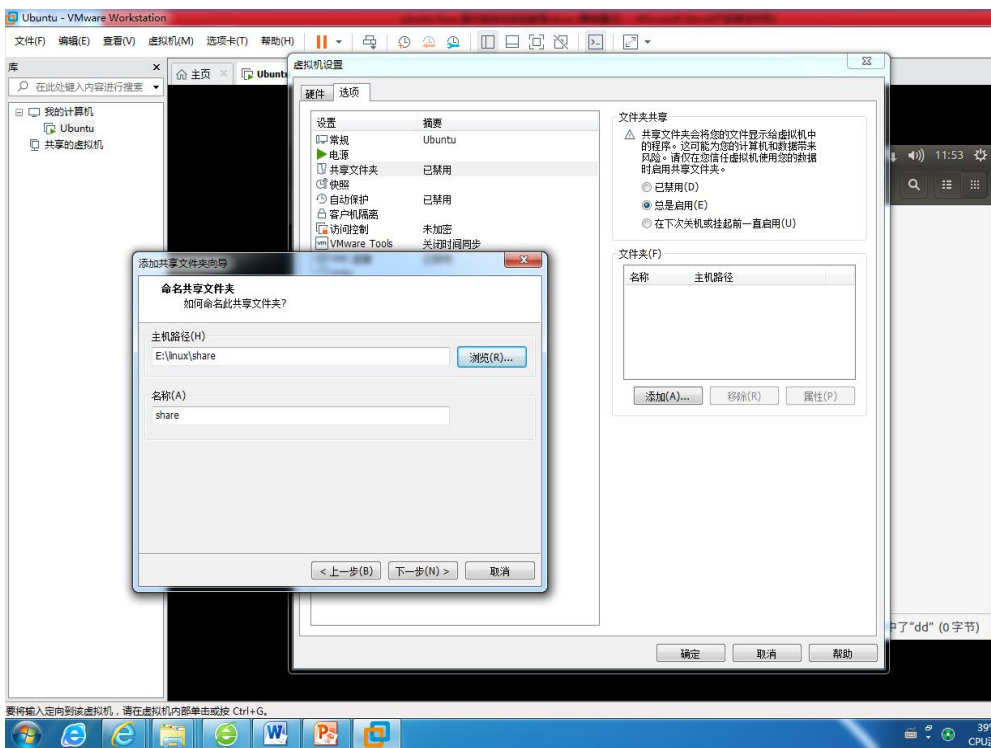 Ubuntu - VMware Workstation
文件(F) 编辑(E) 查看(V) 虚拟机(M) 选项卡(T) 帮助(H)
库
在此处键入内容进行搜索
我的计算机
Ubuntu
共享的虚拟机
主页
Ubunt
11:53
虚拟机设置
硬件 选项
设置 摘要
常规 Ubuntu
电源
共享文件夹 已禁用
快照
自动保护 已禁用
客户机隔离
访问控制 未加密
VMware Tools 关闭时间同步
文件夹共享
共享文件夹会将您的文件显示给虚拟机中
的程序。这可能为您的计算机和数据带来
风险。请仅在您信任虚拟机使用您的数据
时启用共享文件夹。
已禁用(D)
总是启用(E)
在下次关机或挂起前一直启用(U)
文件夹(F)
名称 主机路径
添加(A)... 移除(R) 属性(P)
添加共享文件夹向导
命名共享文件夹
如何命名此共享文件夹?
主机路径(H)
E:\linux\share
浏览(R)...
名称(A)
share
< 上一步(B) 下一步(N) > 取消
了“dd” (0 字节)
确定 取消 帮助
要将输入定向到该虚拟机，请在虚拟机内部单击或按 Ctrl+G。
39°
CPU